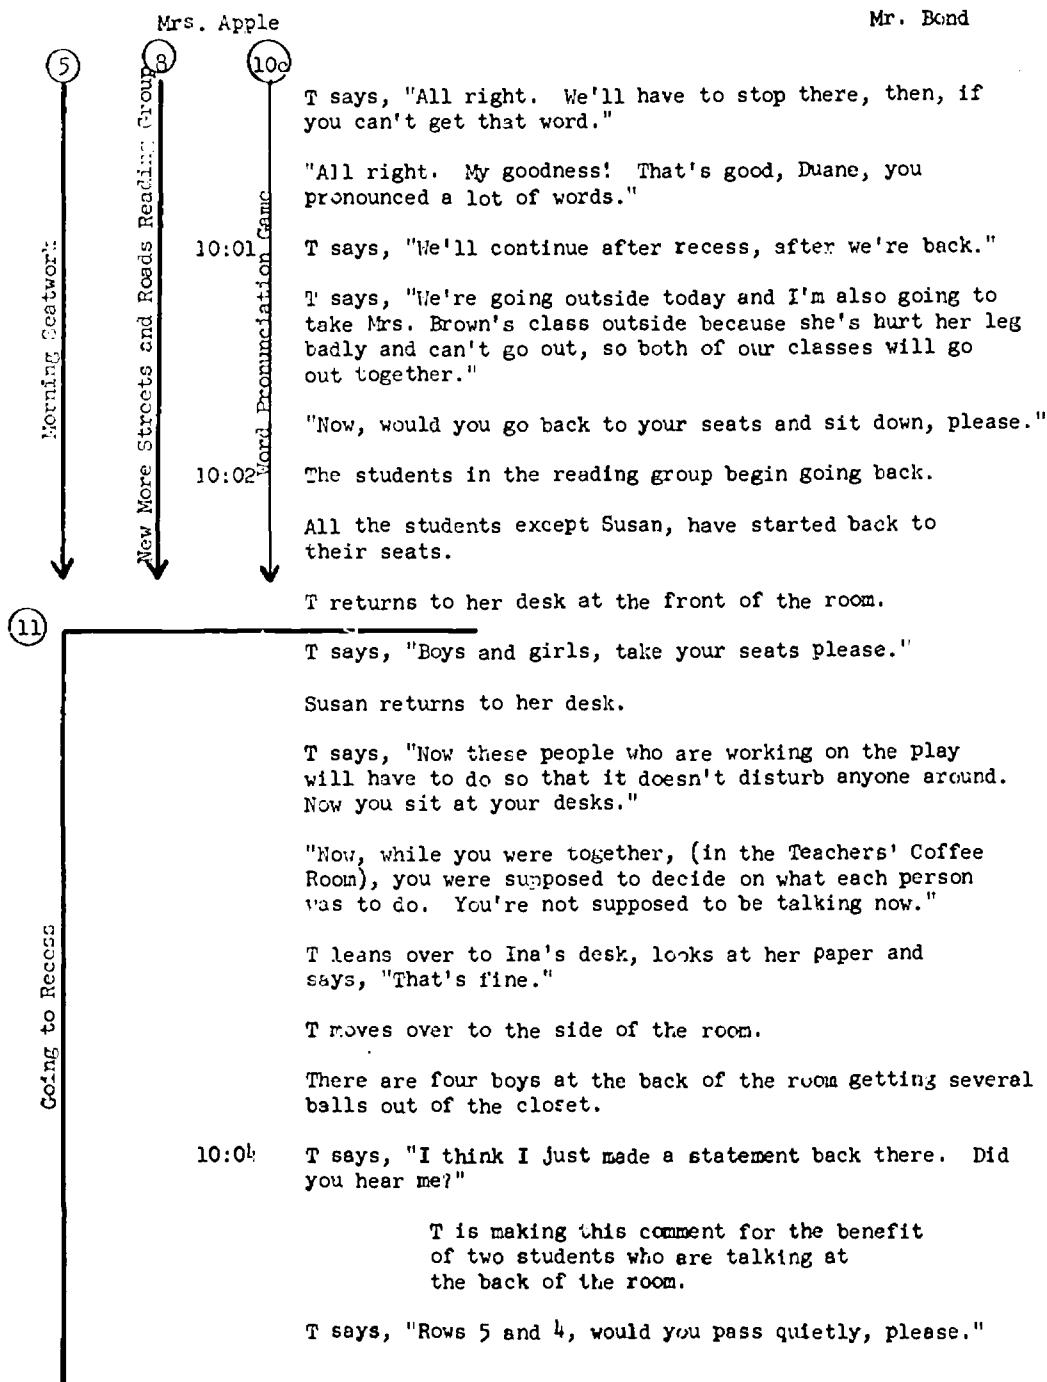 Mrs. Apple
Mr. Bond
5
8
10c
Morning Seatwork
New More Streets and Roads Reading Group
Word Pronunciation Game
T says, "All right. We'll have to stop there, then, if
you can't get that word."
"All right. My goodness! That's good, Duane, you
pronounced a lot of words."
10:01 T says, "We'll continue after recess, after we're back."
T says, "We're going outside today and I'm also going to
take Mrs. Brown's class outside because she's hurt her leg
badly and can't go out, so both of our classes will go
out together."
"Now, would you go back to your seats and sit down, please."
10:02 The students in the reading group begin going back.
All the students except Susan, have started back to
their seats.
T returns to her desk at the front of the room.
11
Going to Recess
T says, "Boys and girls, take your seats please."
Susan returns to her desk.
T says, "Now these people who are working on the play
will have to do so that it doesn't disturb anyone around.
Now you sit at your desks."
"Now, while you were together, (in the Teachers' Coffee
Room), you were supposed to decide on what each person
was to do. You're not supposed to be talking now."
T leans over to Ina's desk, looks at her paper and
says, "That's fine."
T moves over to the side of the room.
There are four boys at the back of the room getting several
balls out of the closet.
10:04 T says, "I think I just made a statement back there. Did
you hear me?"
T is making this comment for the benefit
of two students who are talking at
the back of the room.
T says, "Rows 5 and 4, would you pass quietly, please."